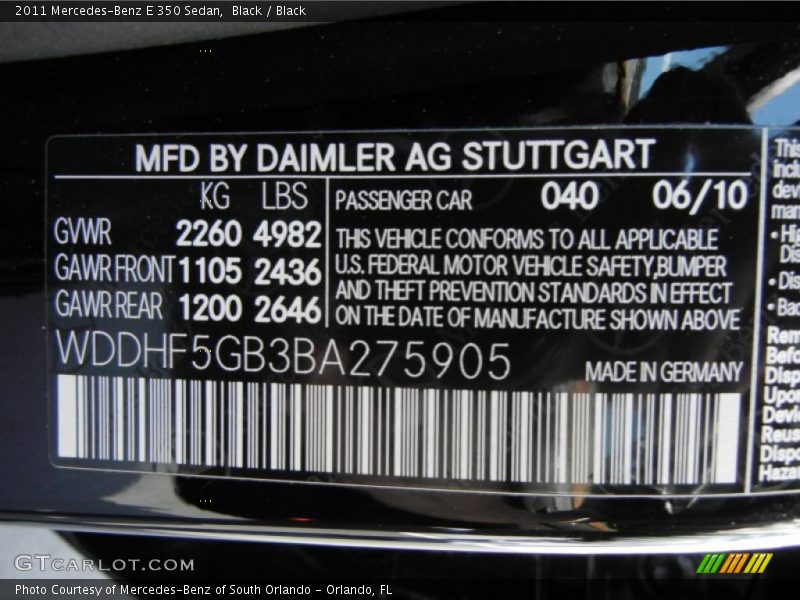 2011 Mercedes-Benz E 350 Sedan, Black / Black
MFD BY DAIMLER AG STUTTGART
KG LBS
GVWR 2260 4982
GAWR FRONT 1105 2436
GAWR REAR 1200 2646
PASSENGER CAR 040 06/10
THIS VEHICLE CONFORMS TO ALL APPLICABLE
U.S. FEDERAL MOTOR VEHICLE SAFETY, BUMPER
AND THEFT PREVENTION STANDARDS IN EFFECT
ON THE DATE OF MANUFACTURE SHOWN ABOVE
WDDHF5GB3BA275905
MADE IN GERMANY
This
GTCARLOT.COM
Photo Courtesy of Mercedes-Benz of South Orlando - Orlando, FL